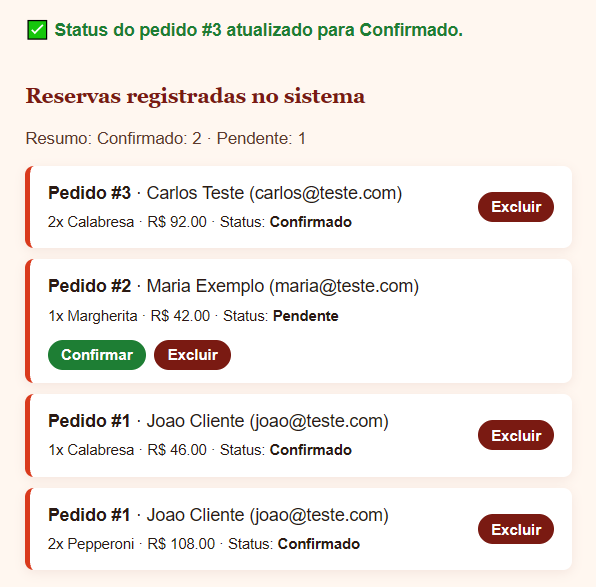 ✅ Status do pedido #3 atualizado para Confirmado.
Reservas registradas no sistema
Resumo: Confirmado: 2 · Pendente: 1
Pedido #3 · Carlos Teste (carlos@teste.com)
2x Calabresa · R$ 92.00 · Status: Confirmado
Excluir
Pedido #2 · Maria Exemplo (maria@teste.com)
1x Margherita · R$ 42.00 · Status: Pendente
Confirmar Excluir
Pedido #1 · Joao Cliente (joao@teste.com)
1x Calabresa · R$ 46.00 · Status: Confirmado
Excluir
Pedido #1 · Joao Cliente (joao@teste.com)
2x Pepperoni · R$ 108.00 · Status: Confirmado
Excluir